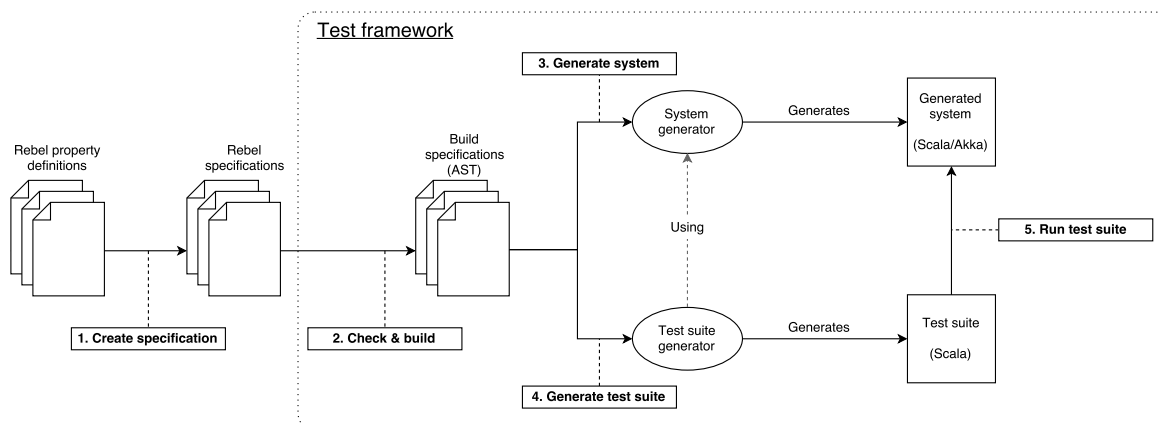 Test framework
3. Generate system
Rebel property
definitions
Rebel
specifications
Build
specifications
(AST)
System
generator
Generates
Generated
system
(Scala/Akka)
Using
5. Run test suite
1. Create specification
2. Check & build
Test suite
generator
Generates
Test suite
(Scala)
4. Generate test suite